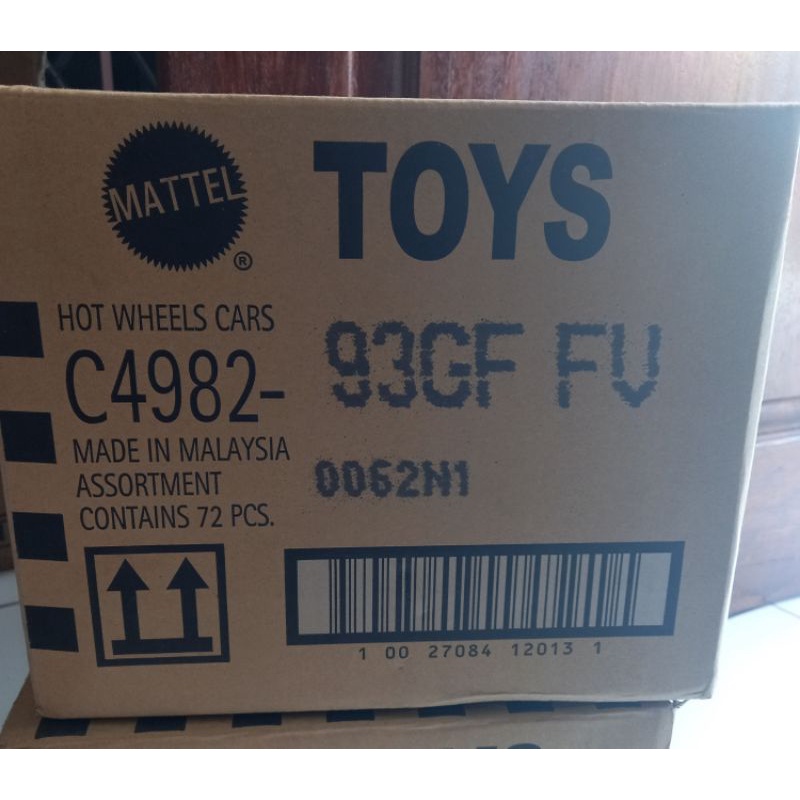 MATTEL
®
TOYS
HOT WHEELS CARS
C4982-
93GF FV
MADE IN MALAYSIA
ASSORTMENT
CONTAINS 72 PCS.
0062N1
1 00 27084 12013 1